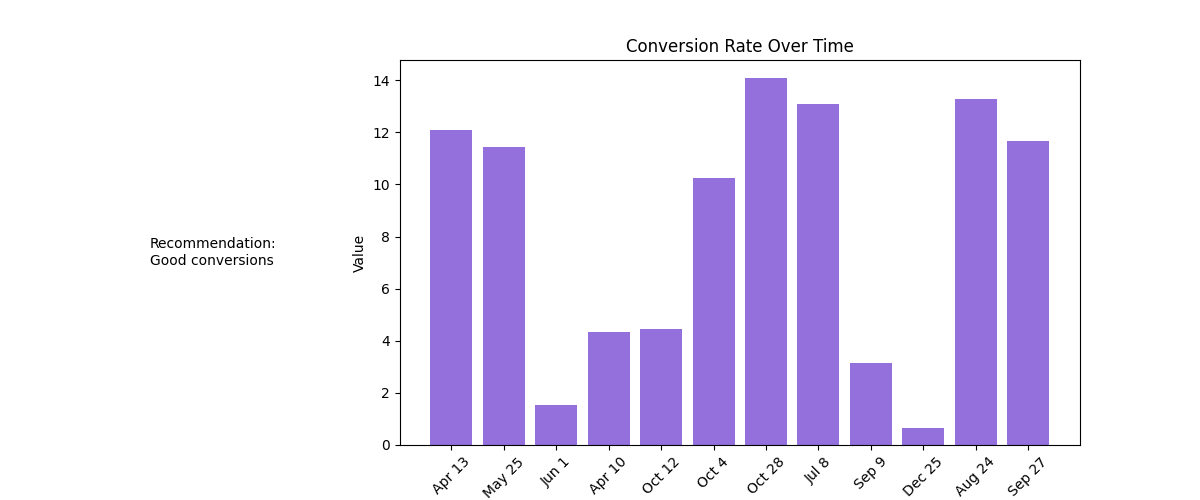 Conversion Rate Over Time
Recommendation:
Good conversions
Value
14
12
10
8
6
4
2
0
Apr 13
May 25
Jun 1
Apr 10
Oct 12
Oct 4
Oct 28
Jul 8
Sep 9
Dec 25
Aug 24
Sep 27